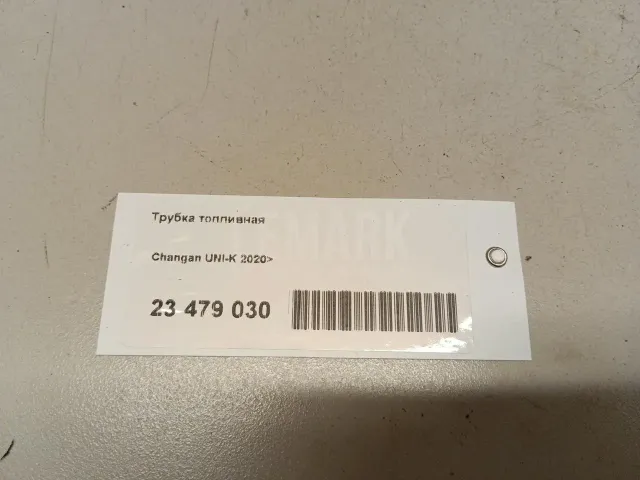 Трубка топливная
Changan UNI-K 2020>
23 479 030